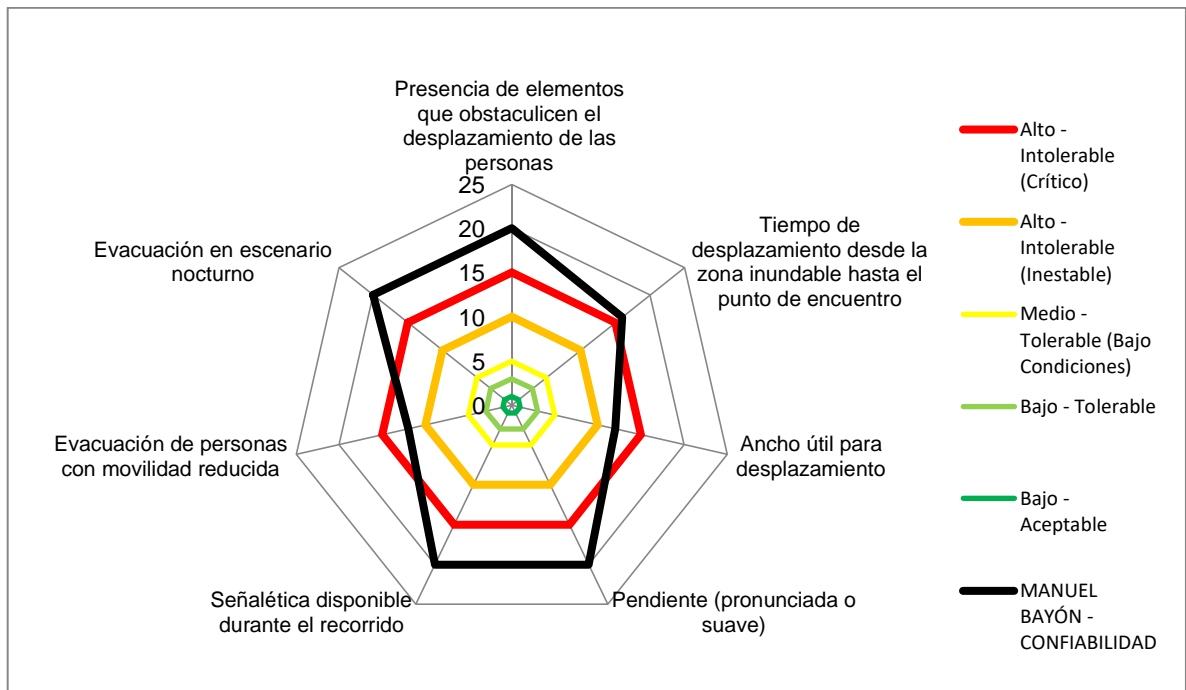 Presencia de elementos
que obstaculicen el
desplazamiento de las
personas
25
20
15
10
5
0
Tiempo de
desplazamiento desde la
zona inundable hasta el
punto de encuentro
Ancho útil para
desplazamiento
Pendiente (pronunciada o
suave)
Señalética disponible
durante el recorrido
Evacuación de personas
con movilidad reducida
Evacuación en escenario
nocturno
Alto -
Intolerable
(Crítico)
Alto -
Intolerable
(Inestable)
Medio -
Tolerable (Bajo
Condiciones)
Bajo - Tolerable
Bajo -
Aceptable
MANUEL
BAYÓN -
CONFIABILIDAD